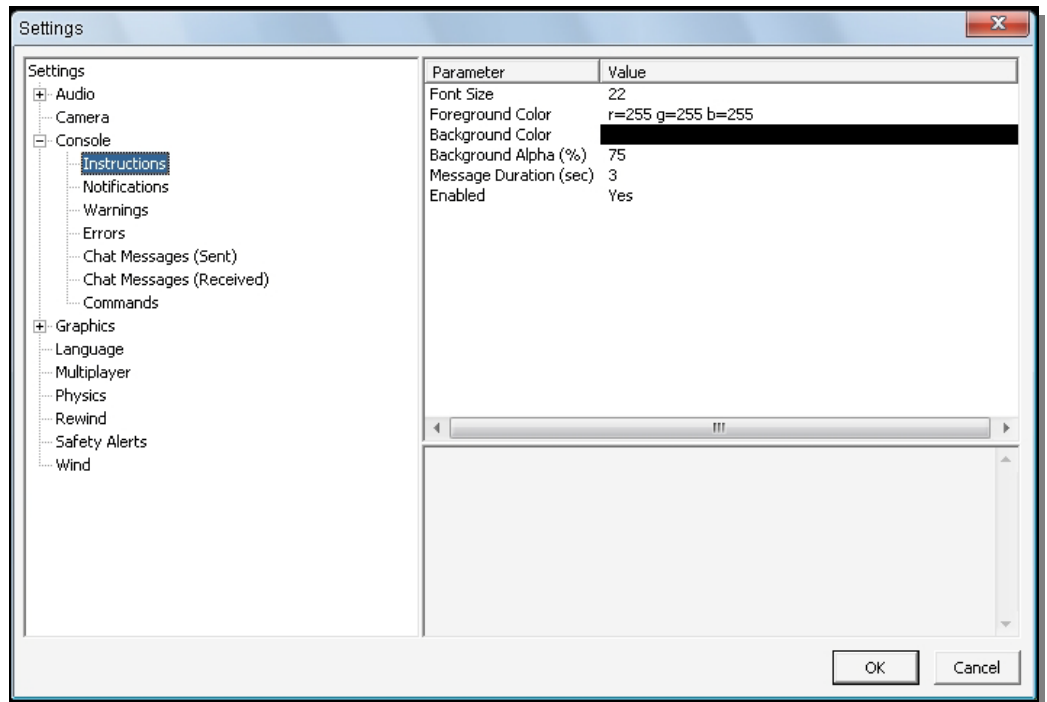 Settings
Settings
Audio
Camera
Console
Instructions
Notifications
Warnings
Errors
Chat Messages (Sent)
Chat Messages (Received)
Commands
Graphics
Language
Multiplayer
Physics
Rewind
Safety Alerts
Wind
Parameter Value
Font Size 22
Foreground Color r=255 g=255 b=255
Background Color
Background Alpha (%) 75
Message Duration (sec) 3
Enabled Yes
OK Cancel